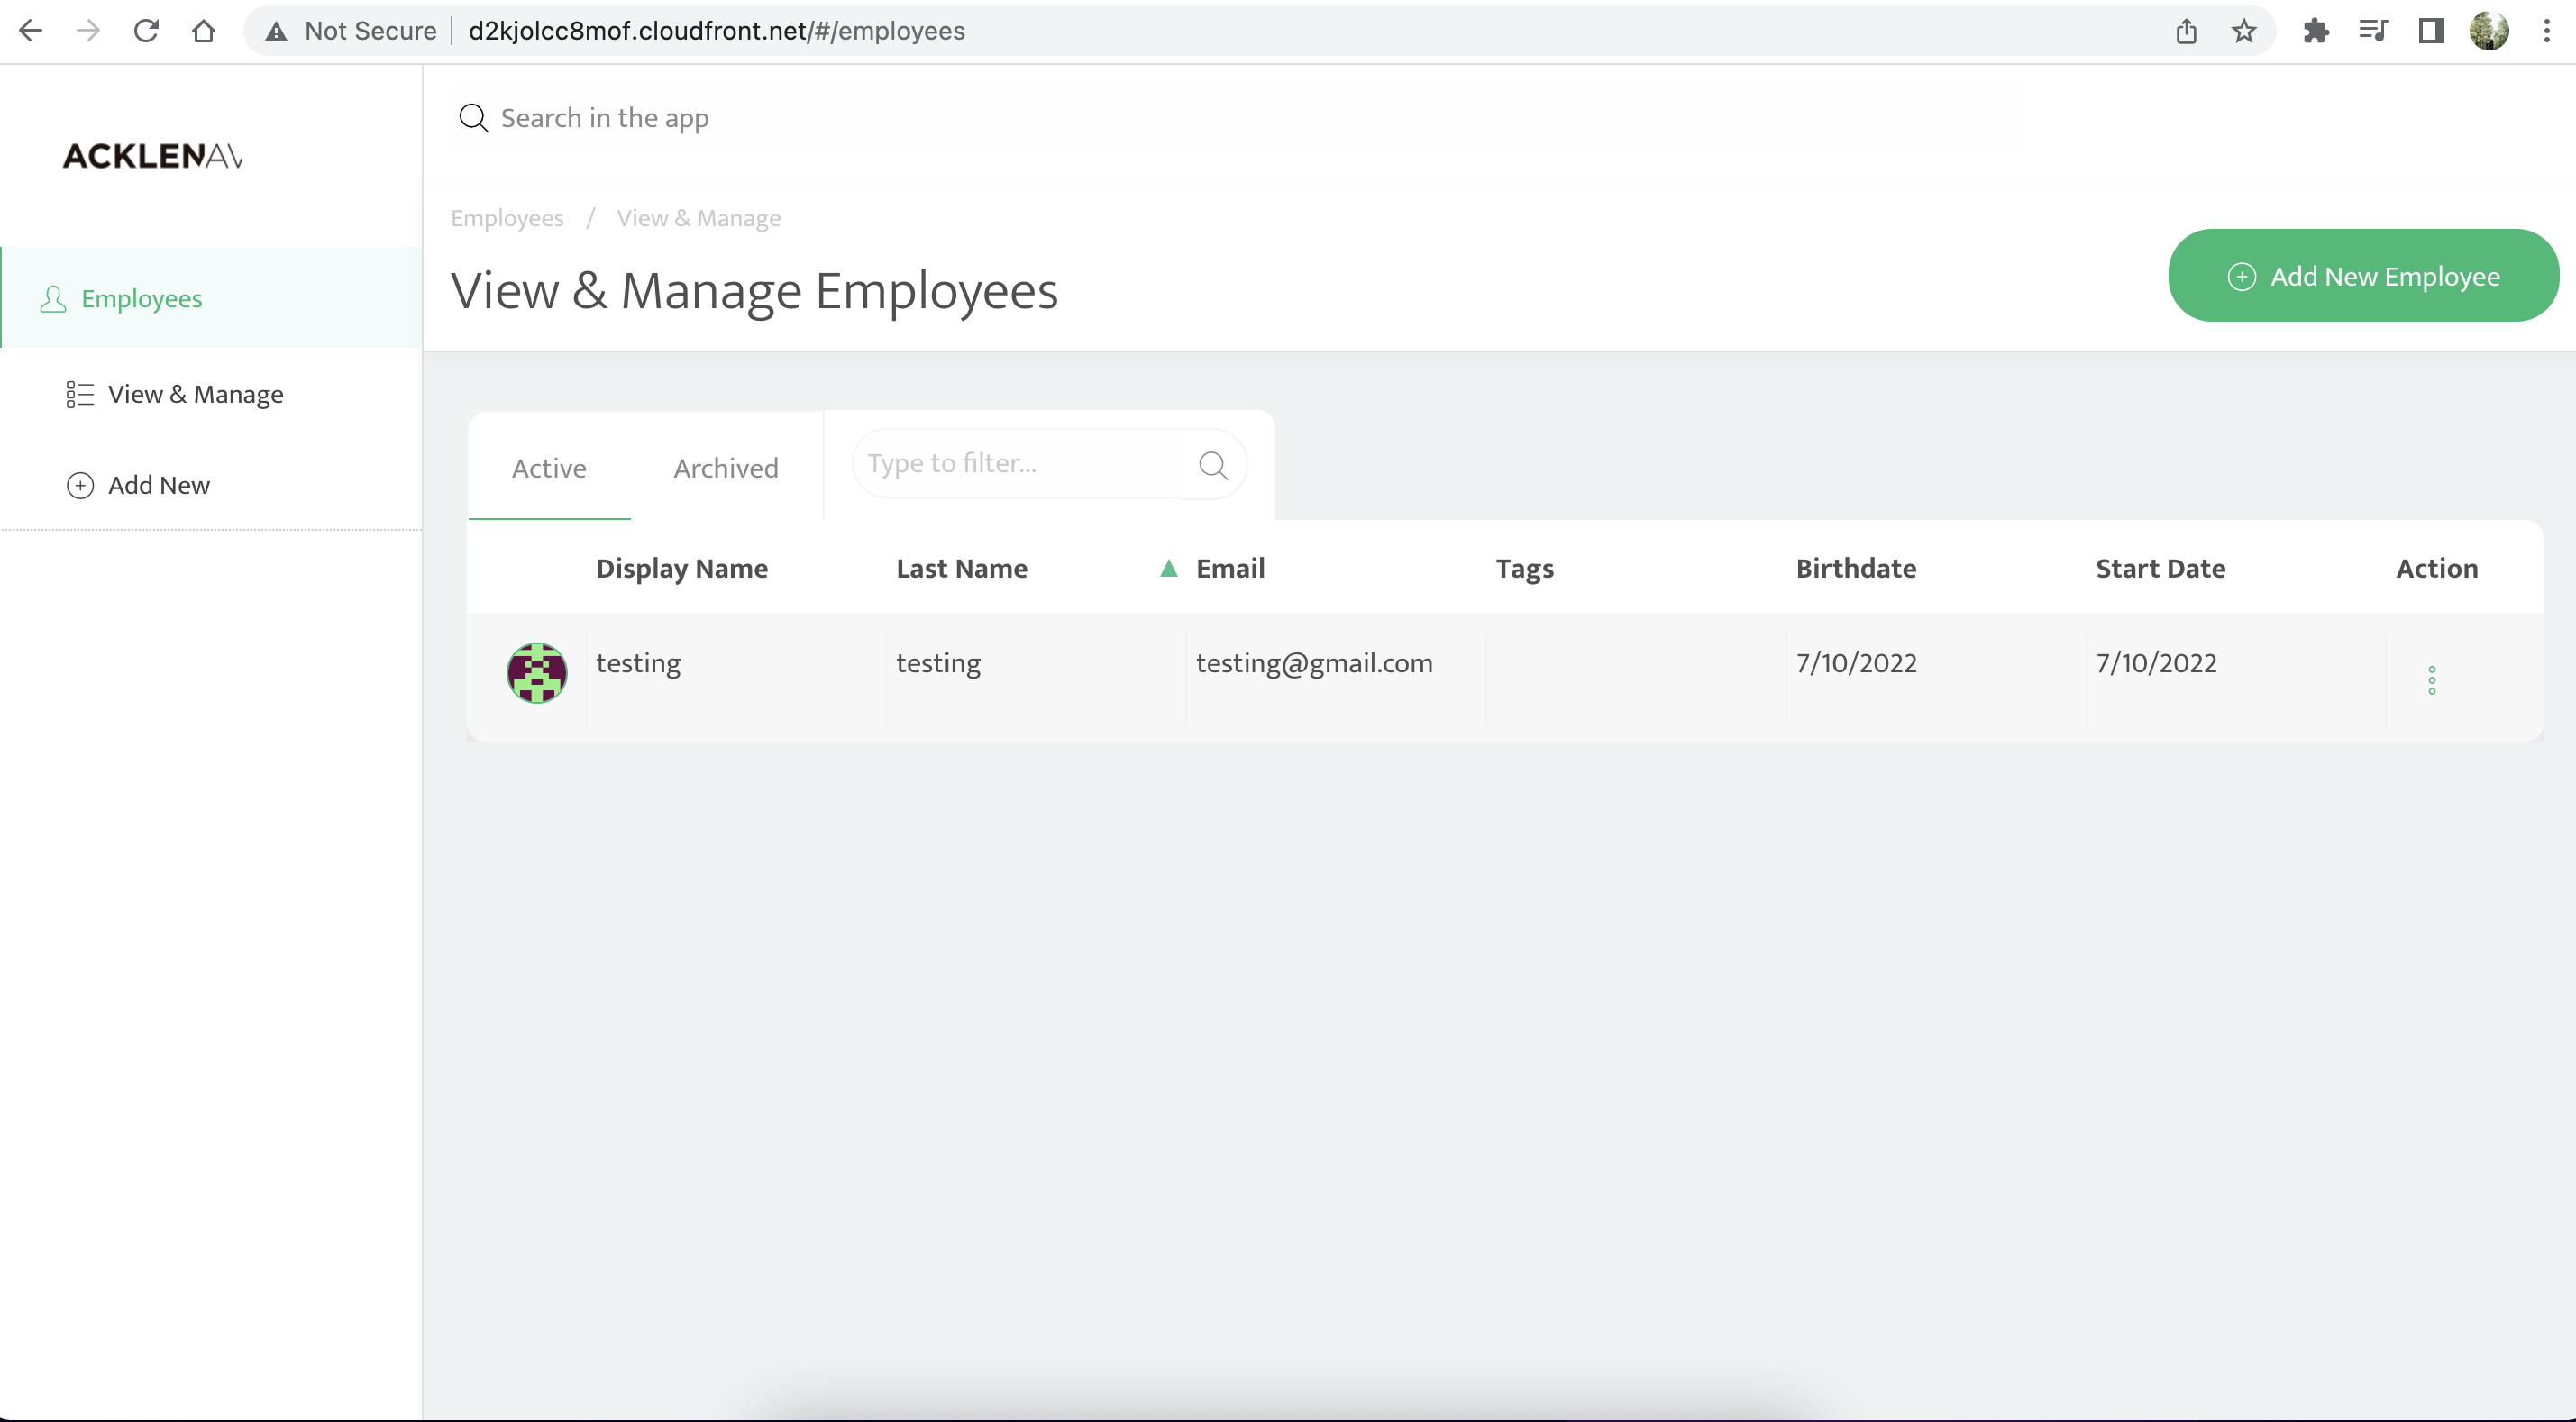 Not Secure d2kjolcc8mof.cloudfront.net/#/employees
ACKLENAV
Search in the app
Employees / View & Manage
View & Manage Employees
Add New Employee
Employees
View & Manage
Add New
Active Archived Type to filter...
Display Name Last Name ▲ Email Tags Birthdate Start Date Action
testing testing testing@gmail.com 7/10/2022 7/10/2022